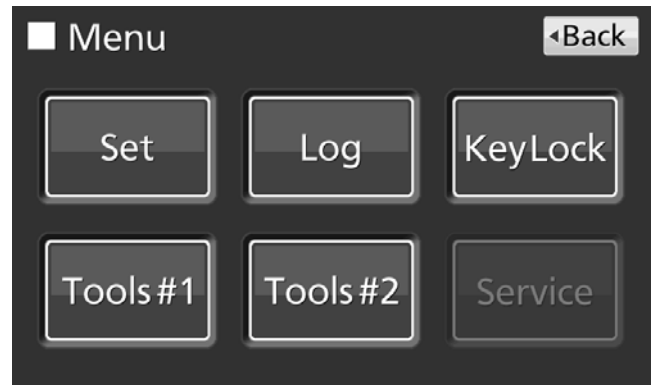 Menu
◂Back
Set
Log
KeyLock
Tools#1
Tools#2
Service